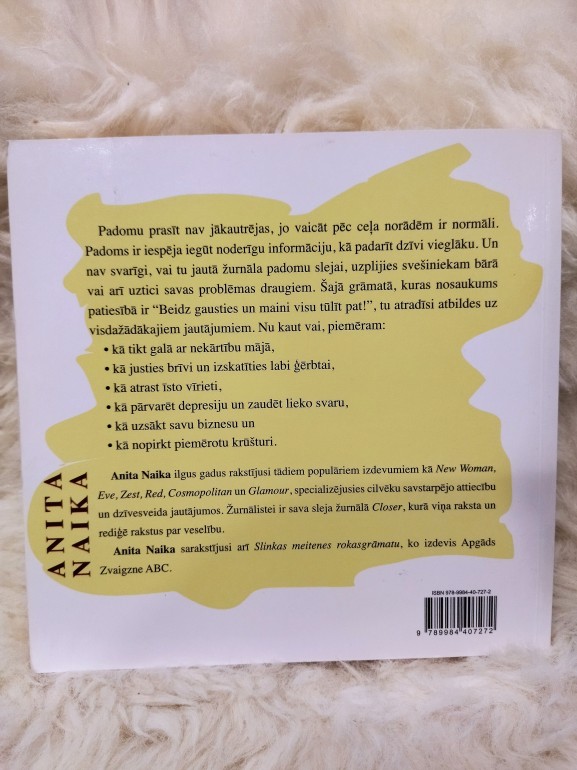 Padomu prasīt nav jākautrējas, jo vaicāt pēc ceļa norādēm ir normāli.
Padoms ir iespēja iegūt noderīgu informāciju, kā padarīt dzīvi vieglāku. Un
nav svarīgi, vai tu jautā žurnāla padomu slejai, uzplijies svešiniekam bārā
vai arī uztici savas problēmas draugiem. Šajā grāmatā, kuras nosaukums
patiesībā ir “Beidz gausties un maini visu tūlīt pat!”, tu atradīsi atbildes uz
visdažādākajiem jautājumiem. Nu kaut vai, piemēram:
• kā tikt galā ar nekārtību mājā,
• kā justies brīvi un izskatīties labi ģērbtai,
• kā atrast īsto vīrieti,
• kā pārvarēt depresiju un zaudēt lieko svaru,
• kā uzsākt savu biznesu un
• kā nopirkt piemērotu krūšturi.
Anita Naika ilgus gadus rakstījusi tādiem populāriem izdevumiem kā New Woman,
Eve, Zest, Red, Cosmopolitan un Glamour, specializējusies cilvēku savstarpējo attiecību
un dzīvesveida jautājumos. Žurnālistei ir sava sleja žurnālā Closer, kurā viņa raksta un
rediģē rakstus par veselību.
Anita Naika sarakstījusi arī Slinkas meitenes rokasgrāmatu, ko izdevis Apgāds
Zvaigzne ABC.
ANITA
NAIKA
ISBN 978-9984-40-727-2
9 789984 407272